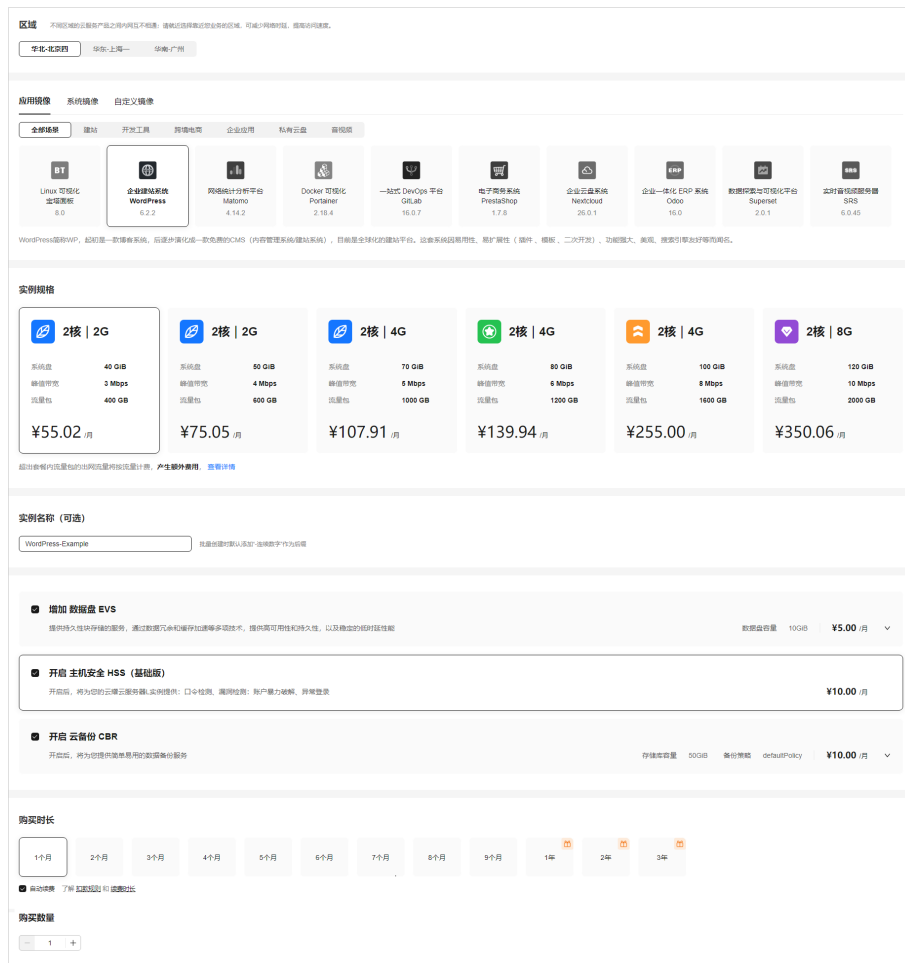 区域 不同区域的云服务产品之间内网互不相通；请就近选择靠近您业务的区域，可减少网络时延，提高访问速度。
华北-北京四 华东-上海一 华南-广州
应用镜像 系统镜像 自定义镜像
全部场景 建站 开发工具 跨境电商 企业应用 私有云盘 音视频
BT ERP SRS
Linux 可视化 企业建站系统 网络统计分析平台 Docker 可视化 一站式 DevOps 平台 电子商务系统 企业云盘系统 企业一体化 ERP 系统 数据探索与可视化平台 实时音视频服务器
宝塔面板 WordPress Matomo Portainer GitLab PrestaShop Nextcloud Odoo Superset SRS
8.0 6.2.2 4.14.2 2.18.4 16.0.7 1.7.8 26.0.1 16.0 2.0.1 6.0.45
WordPress简称WP，起初是一款博客系统，后逐步演化成一款免费的CMS（内容管理系统/建站系统），目前是全球化的建站平台。这套系统因易用性、易扩展性（ 插件 、模板 、二次开发）、功能强大、美观、搜索引擎友好等而闻名。
实例规格
2核 | 2G 2核 | 2G 2核 | 4G 2核 | 4G 2核 | 4G 2核 | 8G
系统盘 40 GiB 系统盘 50 GiB 系统盘 70 GiB 系统盘 80 GiB 系统盘 100 GiB 系统盘 120 GiB
峰值带宽 3 Mbps 峰值带宽 4 Mbps 峰值带宽 5 Mbps 峰值带宽 6 Mbps 峰值带宽 8 Mbps 峰值带宽 10 Mbps
流量包 400 GB 流量包 600 GB 流量包 1000 GB 流量包 1200 GB 流量包 1600 GB 流量包 2000 GB
¥55.02 /月 ¥75.05 /月 ¥107.91 /月 ¥139.94 /月 ¥255.00 /月 ¥350.06 /月
超出套餐内流量包的出网流量将按流量计费，产生额外费用， 查看详情
实例名称（可选）
WordPress-Example 批量创建时默认添加“-连续数字”作为后缀
增加 数据盘 EVS
提供持久性块存储的服务，通过数据冗余和缓存加速等多项技术，提供高可用性和持久性，以及稳定的低时延性能 数据盘容量 10GiB ¥5.00 /月
开启 主机安全 HSS（基础版）
开启后，将为您的云耀云服务器L实例提供：口令检测、漏洞检测；账户暴力破解、异常登录 ¥10.00 /月
开启 云备份 CBR
开启后，将为您提供简单易用的数据备份服务 存储库容量 50GiB 备份策略 defaultPolicy ¥10.00 /月
购买时长
1个月 2个月 3个月 4个月 5个月 6个月 7个月 8个月 9个月 1年 2年 3年
自动续费 了解 扣款规则 和 续费时长
购买数量
− 1 +